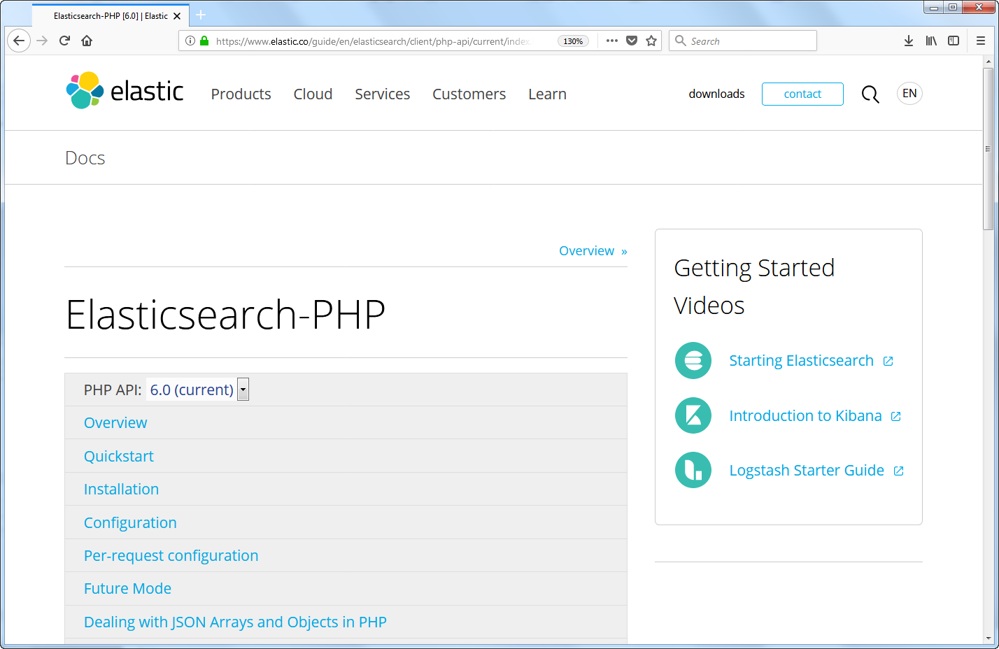 Elasticsearch-PHP [6.0] | Elastic
https://www.elastic.co/guide/en/elasticsearch/client/php-api/current/index.
130%
Search
elastic
Products
Cloud
Services
Customers
Learn
downloads
contact
EN
Docs
Overview »
Elasticsearch-PHP
PHP API: 6.0 (current)
Overview
Quickstart
Installation
Configuration
Per-request configuration
Future Mode
Dealing with JSON Arrays and Objects in PHP
Getting Started
Videos
Starting Elasticsearch
Introduction to Kibana
Logstash Starter Guide